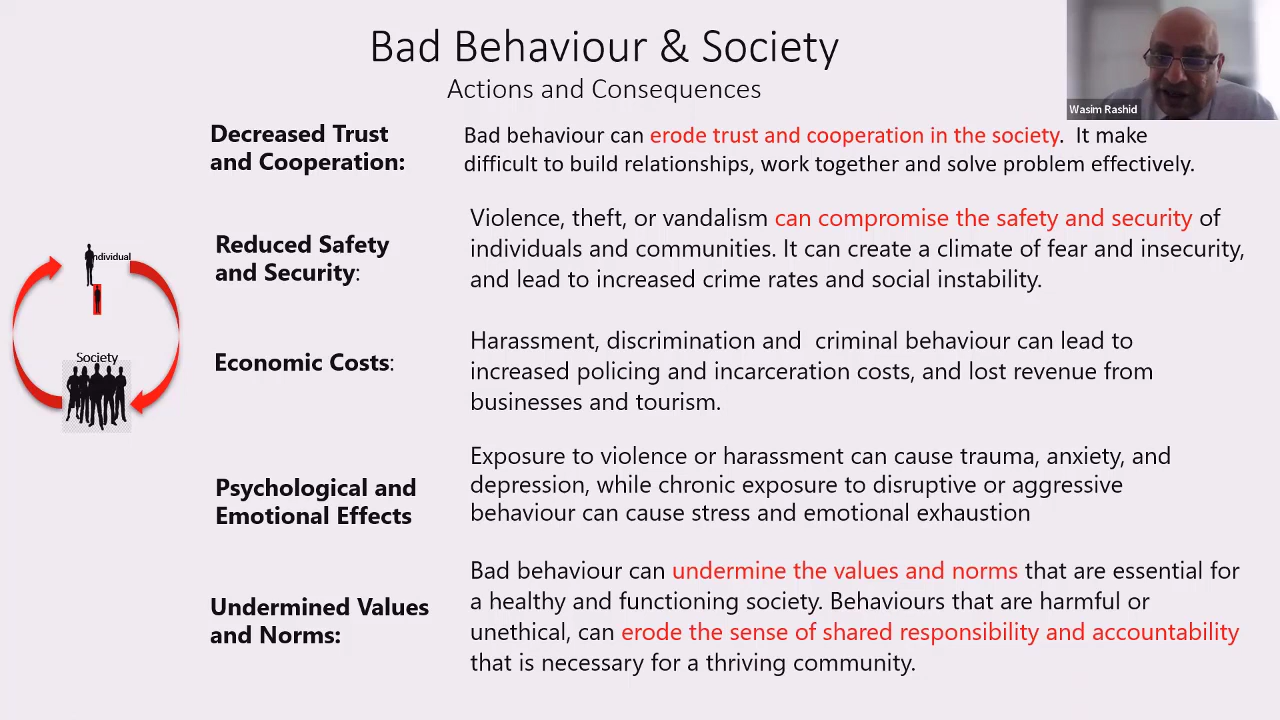 Bad Behaviour & Society
Actions and Consequences
Wasim Rashid
Decreased Trust
and Cooperation:
Bad behaviour can erode trust and cooperation in the society. It make
difficult to build relationships, work together and solve problem effectively.
Reduced Safety
and Security:
Violence, theft, or vandalism can compromise the safety and security of
individuals and communities. It can create a climate of fear and insecurity,
and lead to increased crime rates and social instability.
Individual
Society
Economic Costs:
Harassment, discrimination and criminal behaviour can lead to
increased policing and incarceration costs, and lost revenue from
businesses and tourism.
Psychological and
Emotional Effects
Exposure to violence or harassment can cause trauma, anxiety, and
depression, while chronic exposure to disruptive or aggressive
behaviour can cause stress and emotional exhaustion
Undermined Values
and Norms:
Bad behaviour can undermine the values and norms that are essential for
a healthy and functioning society. Behaviours that are harmful or
unethical, can erode the sense of shared responsibility and accountability
that is necessary for a thriving community.